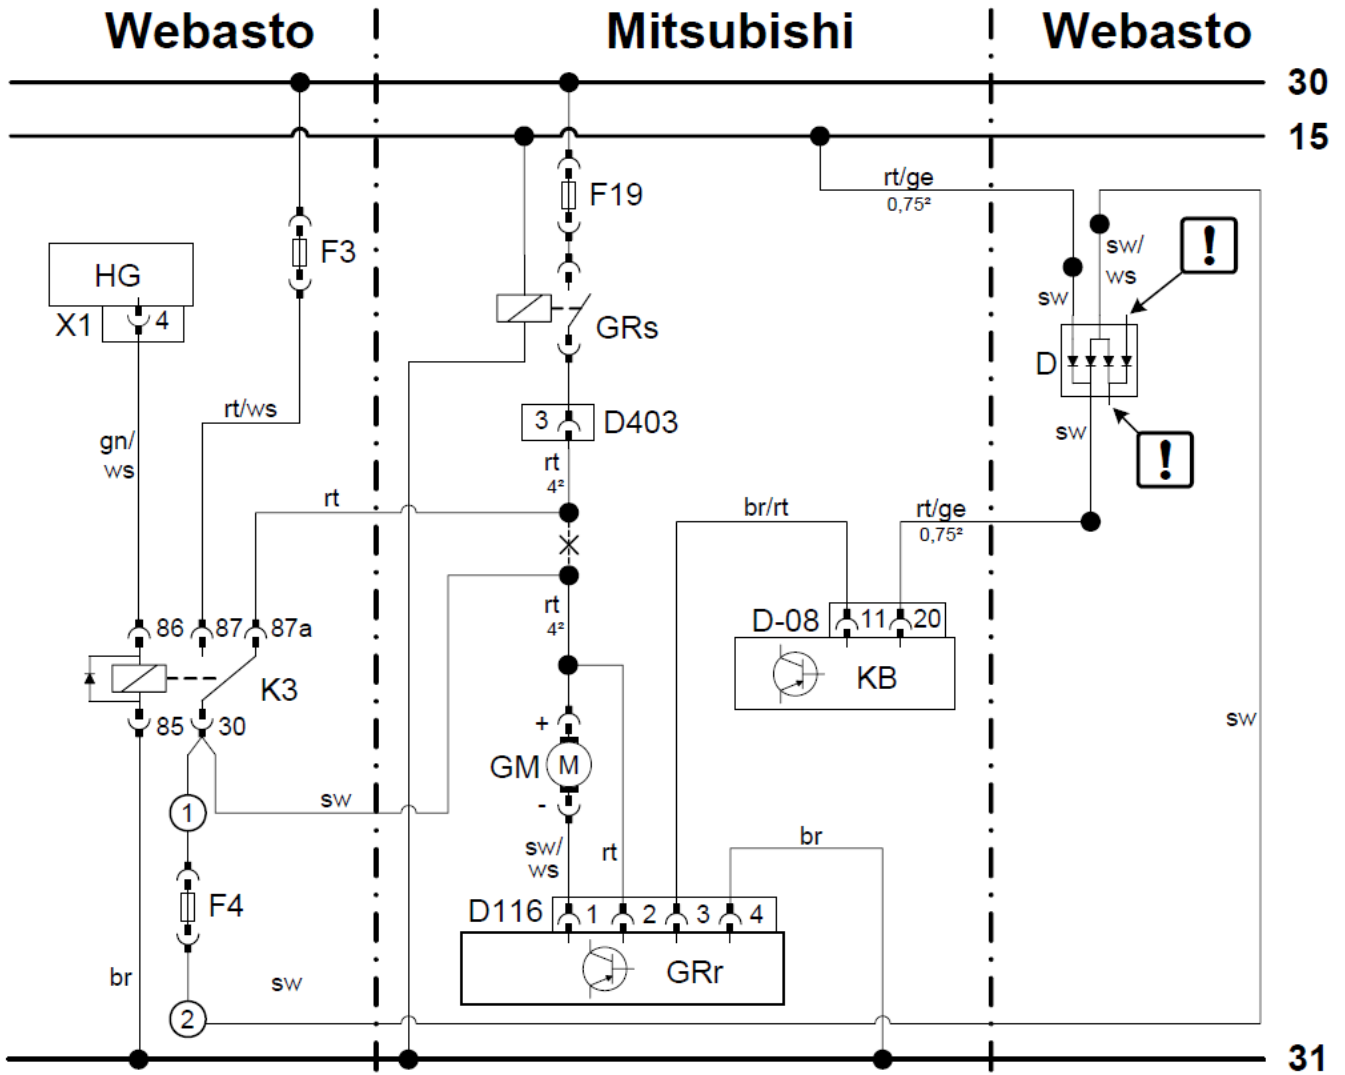 Webasto
Mitsubishi
Webasto
30
15
rt/ge
0,75²
F19
F3
sw/
ws
!
HG
sw
X1
4
GRs
D
rt/ws
3
D403
gn/
ws
sw
!
rt
4²
rt
br/rt
rt/ge
0,75²
rt
4²
86
87
87a
D-08
11
20
K3
KB
85
30
+
sw
GM
M
-
1
sw
br
sw/
ws
rt
F4
D116
1
2
3
4
br
sw
GRr
2
31